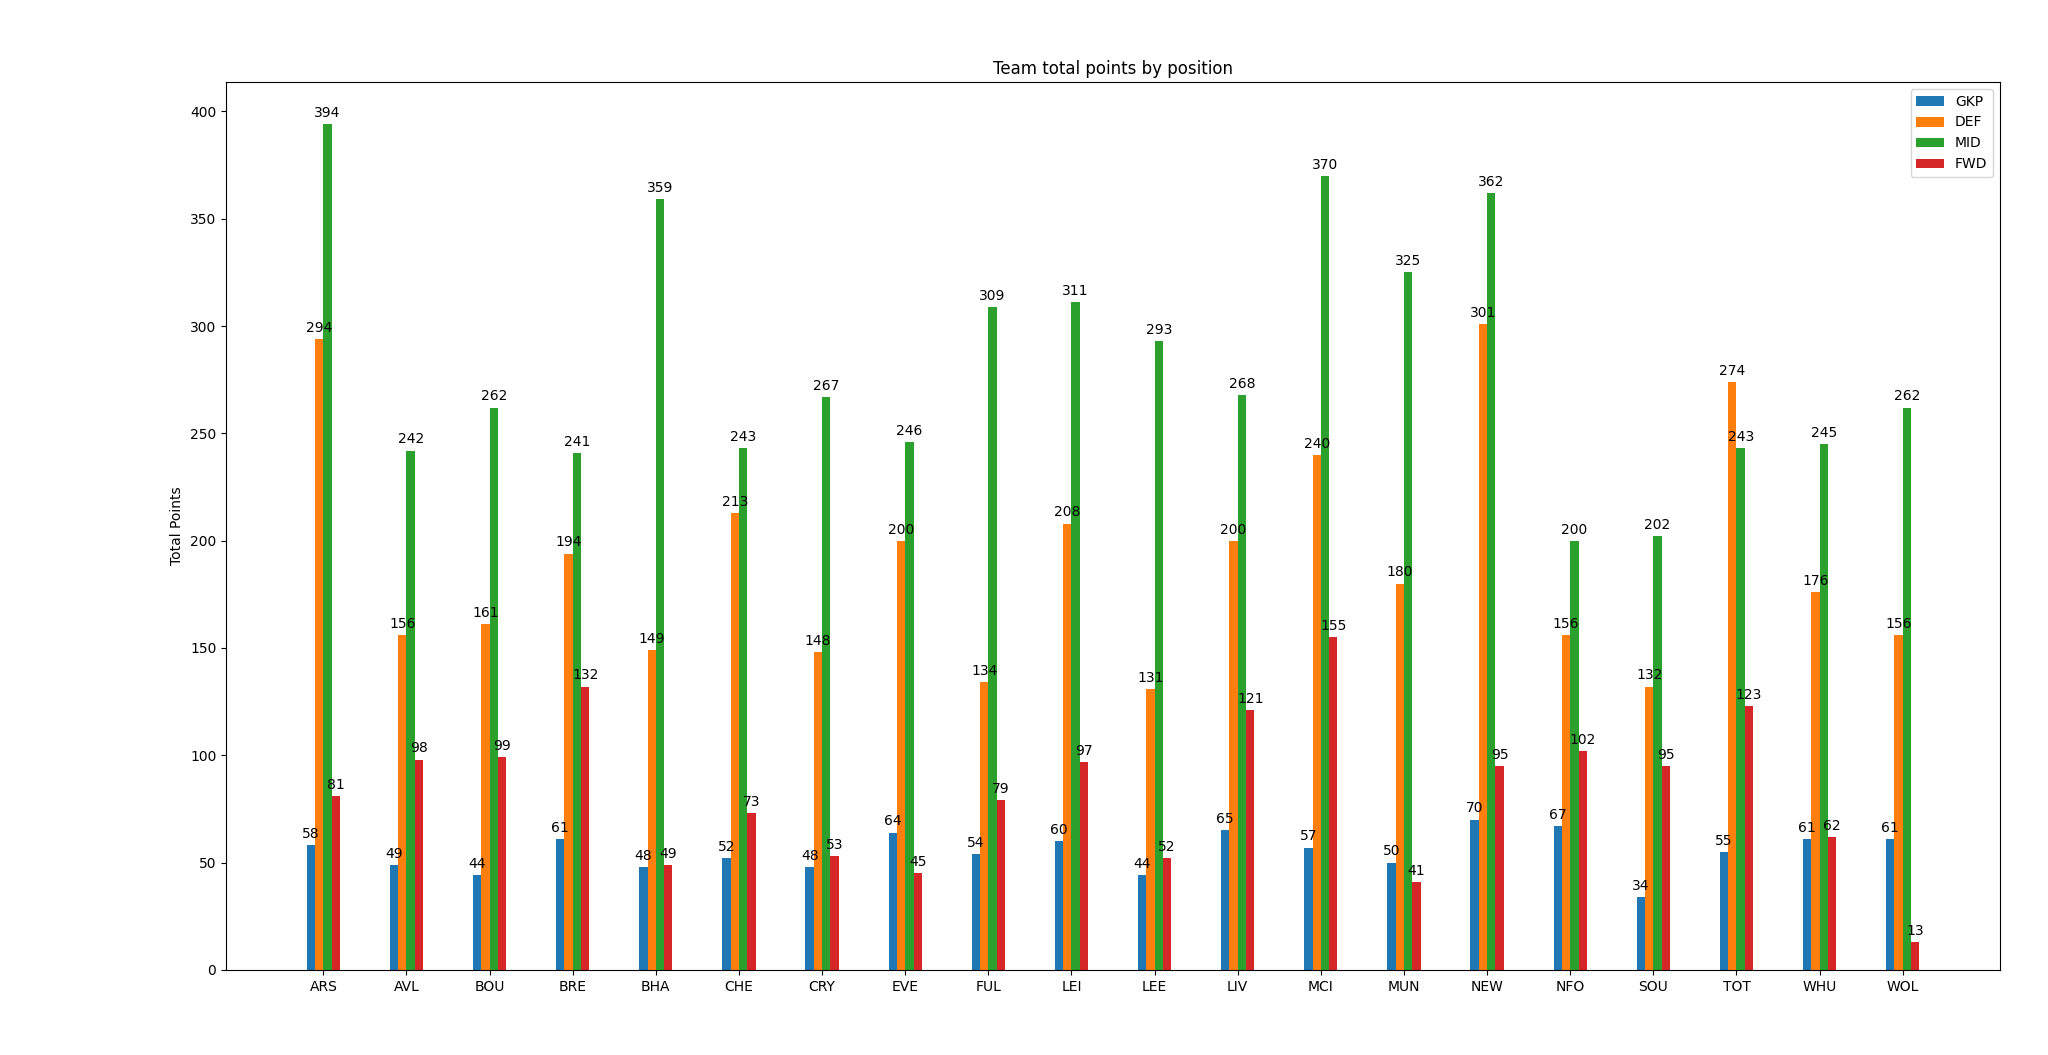 Team total points by position
GKP
DEF
MID
FWD
Total Points
400
350
300
250
200
150
100
50
0
58 294 394 81
49 156 242 98
44 161 262 99
61 194 241 132
48 149 359 49
52 213 243 73
48 148 267 53
64 200 246 45
54 134 309 79
60 208 311 97
44 131 293 52
65 200 268 121
57 240 370 155
50 180 325 41
70 301 362 95
67 156 200 102
34 132 202 95
55 274 243 123
61 176 245 62
61 156 262 13
ARS AVL BOU BRE BHA CHE CRY EVE FUL LEI LEE LIV MCI MUN NEW NFO SOU TOT WHU WOL